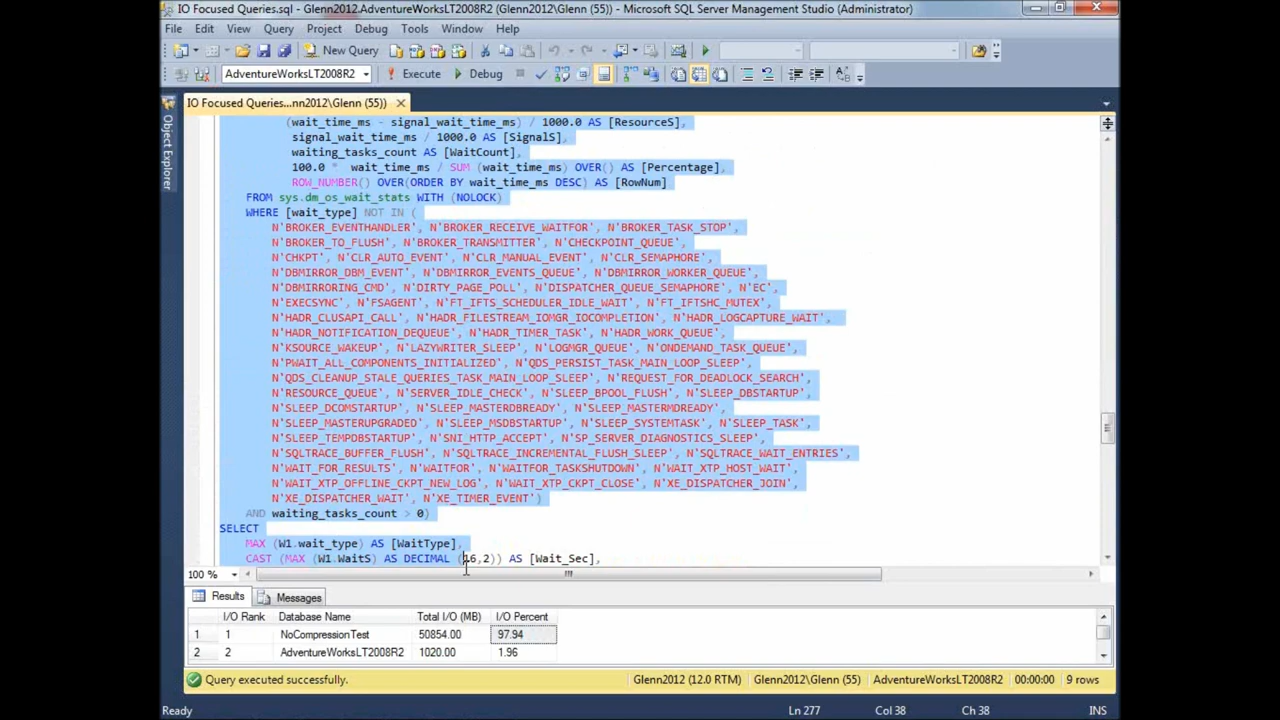 IO Focused Queries.sql - Glenn2012.AdventureWorksLT2008R2 (Glenn2012\Glenn (55)) - Microsoft SQL Server Management Studio (Administrator)
File Edit View Query Project Debug Tools Window Help
New Query
AdventureWorksLT2008R2 Execute Debug
IO Focused Queries...nn2012\Glenn (55))
Object Explorer
(wait_time_ms - signal_wait_time_ms) / 1000.0 AS [ResourceS],
signal_wait_time_ms / 1000.0 AS [SignalS],
waiting_tasks_count AS [WaitCount],
100.0 * wait_time_ms / SUM (wait_time_ms) OVER() AS [Percentage],
ROW_NUMBER() OVER(ORDER BY wait_time_ms DESC) AS [RowNum]
FROM sys.dm_os_wait_stats WITH (NOLOCK)
WHERE [wait_type] NOT IN (
N'BROKER_EVENTHANDLER', N'BROKER_RECEIVE_WAITFOR', N'BROKER_TASK_STOP',
N'BROKER_TO_FLUSH', N'BROKER_TRANSMITTER', N'CHECKPOINT_QUEUE',
N'CHKPT', N'CLR_AUTO_EVENT', N'CLR_MANUAL_EVENT', N'CLR_SEMAPHORE',
N'DBMIRROR_DBM_EVENT', N'DBMIRROR_EVENTS_QUEUE', N'DBMIRROR_WORKER_QUEUE',
N'DBMIRRORING_CMD', N'DIRTY_PAGE_POLL', N'DISPATCHER_QUEUE_SEMAPHORE', N'EC',
N'EXECSYNC', N'FSAGENT', N'FT_IFTS_SCHEDULER_IDLE_WAIT', N'FT_IFTSHC_MUTEX',
N'HADR_CLUSAPI_CALL', N'HADR_FILESTREAM_IOMGR_IOCOMPLETION', N'HADR_LOGCAPTURE_WAIT',
N'HADR_NOTIFICATION_DEQUEUE', N'HADR_TIMER_TASK', N'HADR_WORK_QUEUE',
N'KSOURCE_WAKEUP', N'LAZYWRITER_SLEEP', N'LOGMGR_QUEUE', N'ONDEMAND_TASK_QUEUE',
N'PWAIT_ALL_COMPONENTS_INITIALIZED', N'QDS_PERSIST_TASK_MAIN_LOOP_SLEEP',
N'QDS_CLEANUP_STALE_QUERIES_TASK_MAIN_LOOP_SLEEP', N'REQUEST_FOR_DEADLOCK_SEARCH',
N'RESOURCE_QUEUE', N'SERVER_IDLE_CHECK', N'SLEEP_BPOOL_FLUSH', N'SLEEP_DBSTARTUP',
N'SLEEP_DCOMSTARTUP', N'SLEEP_MASTERDBREADY', N'SLEEP_MASTERMDREADY',
N'SLEEP_MASTERUPGRADED', N'SLEEP_MSDBSTARTUP', N'SLEEP_SYSTEMTASK', N'SLEEP_TASK',
N'SLEEP_TEMPDBSTARTUP', N'SNI_HTTP_ACCEPT', N'SP_SERVER_DIAGNOSTICS_SLEEP',
N'SQLTRACE_BUFFER_FLUSH', N'SQLTRACE_INCREMENTAL_FLUSH_SLEEP', N'SQLTRACE_WAIT_ENTRIES',
N'WAIT_FOR_RESULTS', N'WAITFOR', N'WAITFOR_TASKSHUTDOWN', N'WAIT_XTP_HOST_WAIT',
N'WAIT_XTP_OFFLINE_CKPT_NEW_LOG', N'WAIT_XTP_CKPT_CLOSE', N'XE_DISPATCHER_JOIN',
N'XE_DISPATCHER_WAIT', N'XE_TIMER_EVENT')
AND waiting_tasks_count > 0)
SELECT
MAX (W1.wait_type) AS [WaitType],
CAST (MAX (W1.WaitS) AS DECIMAL (16,2)) AS [Wait_Sec],
100 %
Results Messages
I/O Rank Database Name Total I/O (MB) I/O Percent
1 1 NoCompressionTest 50854.00 97.94
2 2 AdventureWorksLT2008R2 1020.00 1.96
Query executed successfully. Glenn2012 (12.0 RTM) Glenn2012\Glenn (55) AdventureWorksLT2008R2 00:00:00 9 rows
Ready Ln 277 Col 38 Ch 38 INS